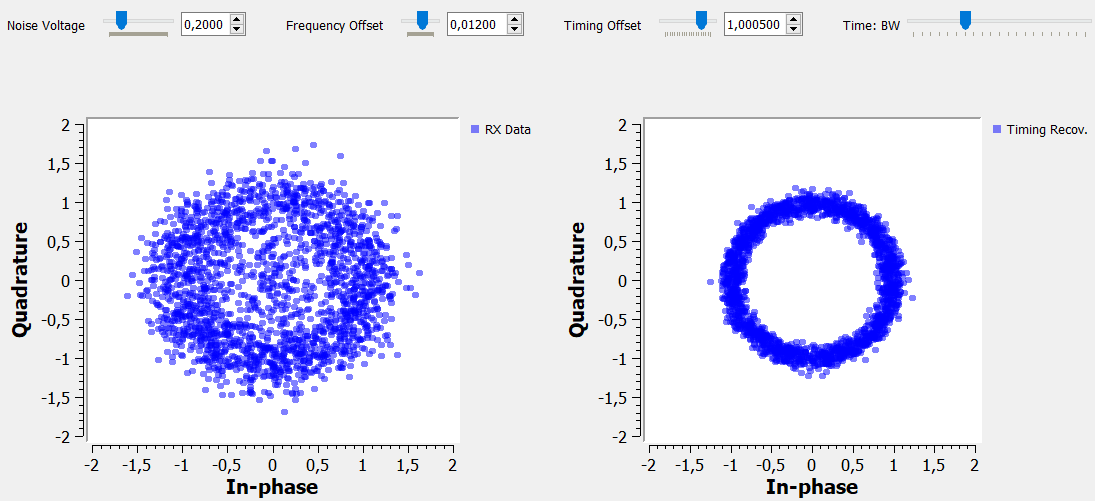 Noise Voltage 0,2000 Frequency Offset 0,01200 Timing Offset 1,000500 Time: BW
RX Data
2
1,5
1
0,5
0
-0,5
-1
-1,5
-2
Quadrature
-2 -1,5 -1 -0,5 0 0,5 1 1,5 2
In-phase
Timing Recov.
2
1,5
1
0,5
0
-0,5
-1
-1,5
-2
Quadrature
-2 -1,5 -1 -0,5 0 0,5 1 1,5 2
In-phase